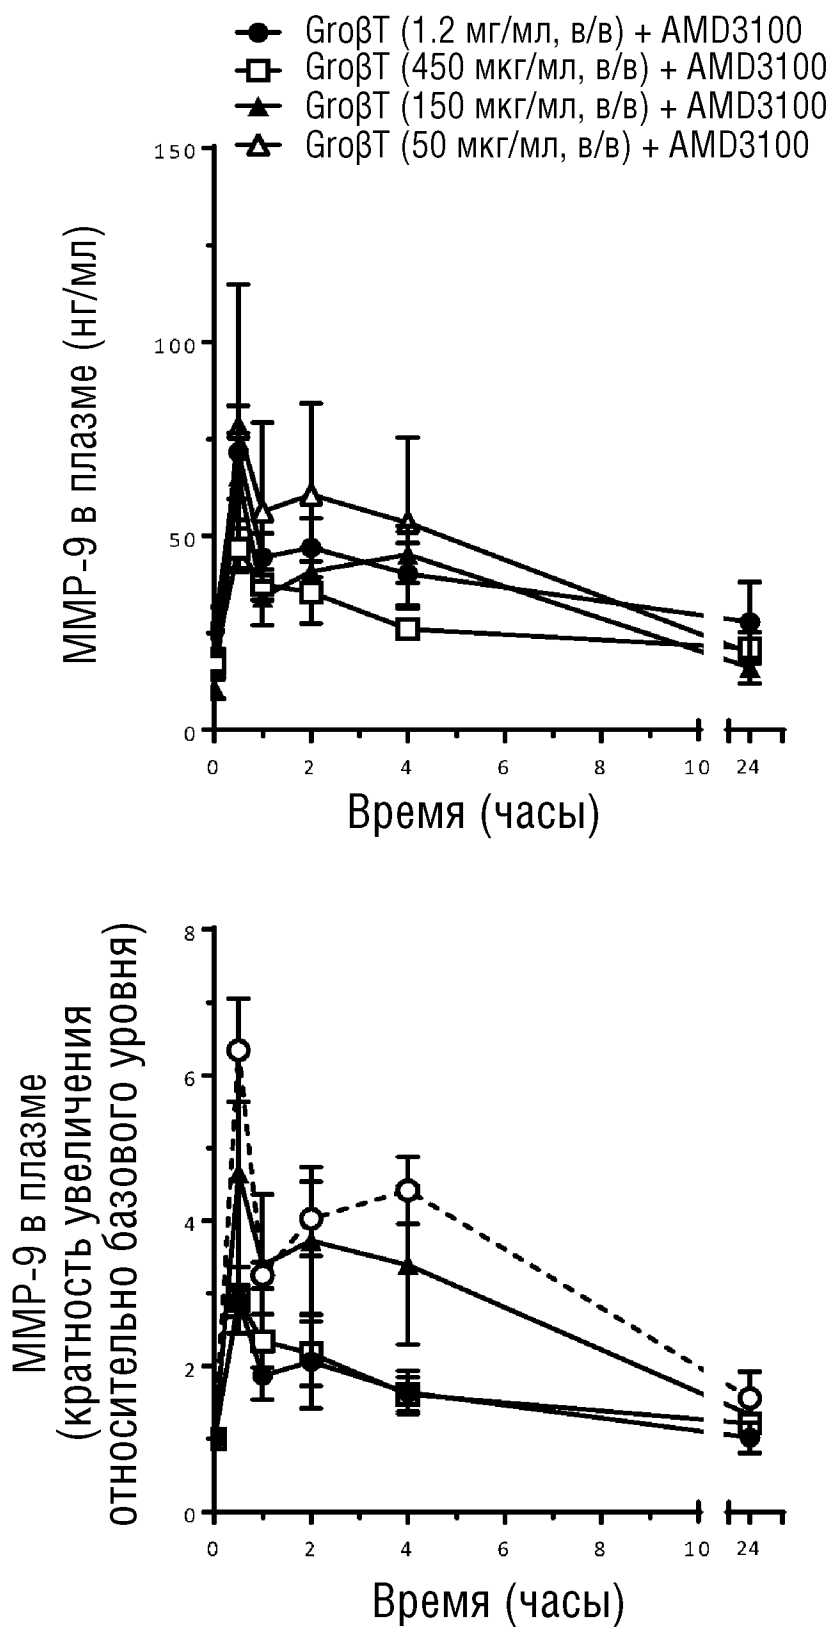 GroβT (1.2 мг/мл, в/в) + AMD3100
GroβT (450 мкг/мл, в/в) + AMD3100
GroβT (150 мкг/мл, в/в) + AMD3100
GroβT (50 мкг/мл, в/в) + AMD3100
MMP-9 в плазме (нг/мл)
150
100
50
0
0 2 4 6 8 10 24
Время (часы)
MMP-9 в плазме
(кратность увеличения
относительно базового уровня)
8
6
4
2
0
0 2 4 6 8 10 24
Время (часы)